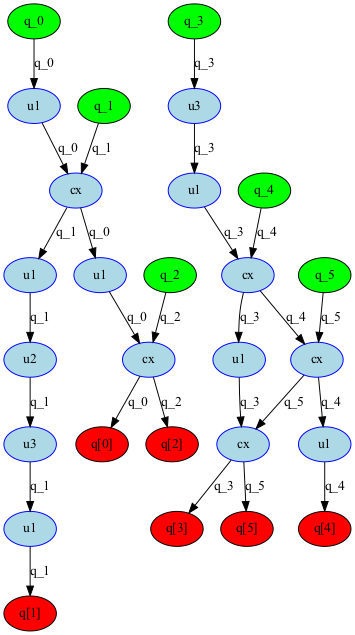 q_0 q_3
q_0 q_3
u1 q_1 u3
q_0 q_1 q_3
cx u1 q_4
q_1 q_0 q_3 q_4
u1 u1 q_2 cx q_5
q_1 q_0 q_2 q_3 q_4 q_5
u2 cx u1 cx
q_1 q_0 q_2 q_3 q_5 q_4
u3 q[0] q[2] cx u1
q_1 q_3 q_5 q_4
u1 q[3] q[5] q[4]
q_1
q[1]